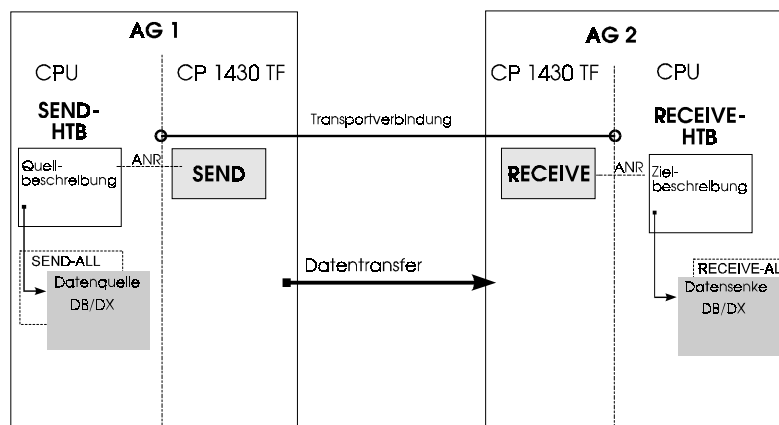 AG 1
CPU
CP 1430 TF
SEND-
HTB
Quell-
beschreibung
ANR
SEND
SEND-ALL
Datenquelle
DB/DX
Transportverbindung
Datentransfer
AG 2
CP 1430 TF
CPU
RECEIVE-
HTB
RECEIVE
ANR
Ziel-
beschreibung
RECEIVE-AL
Datensenke
DB/DX